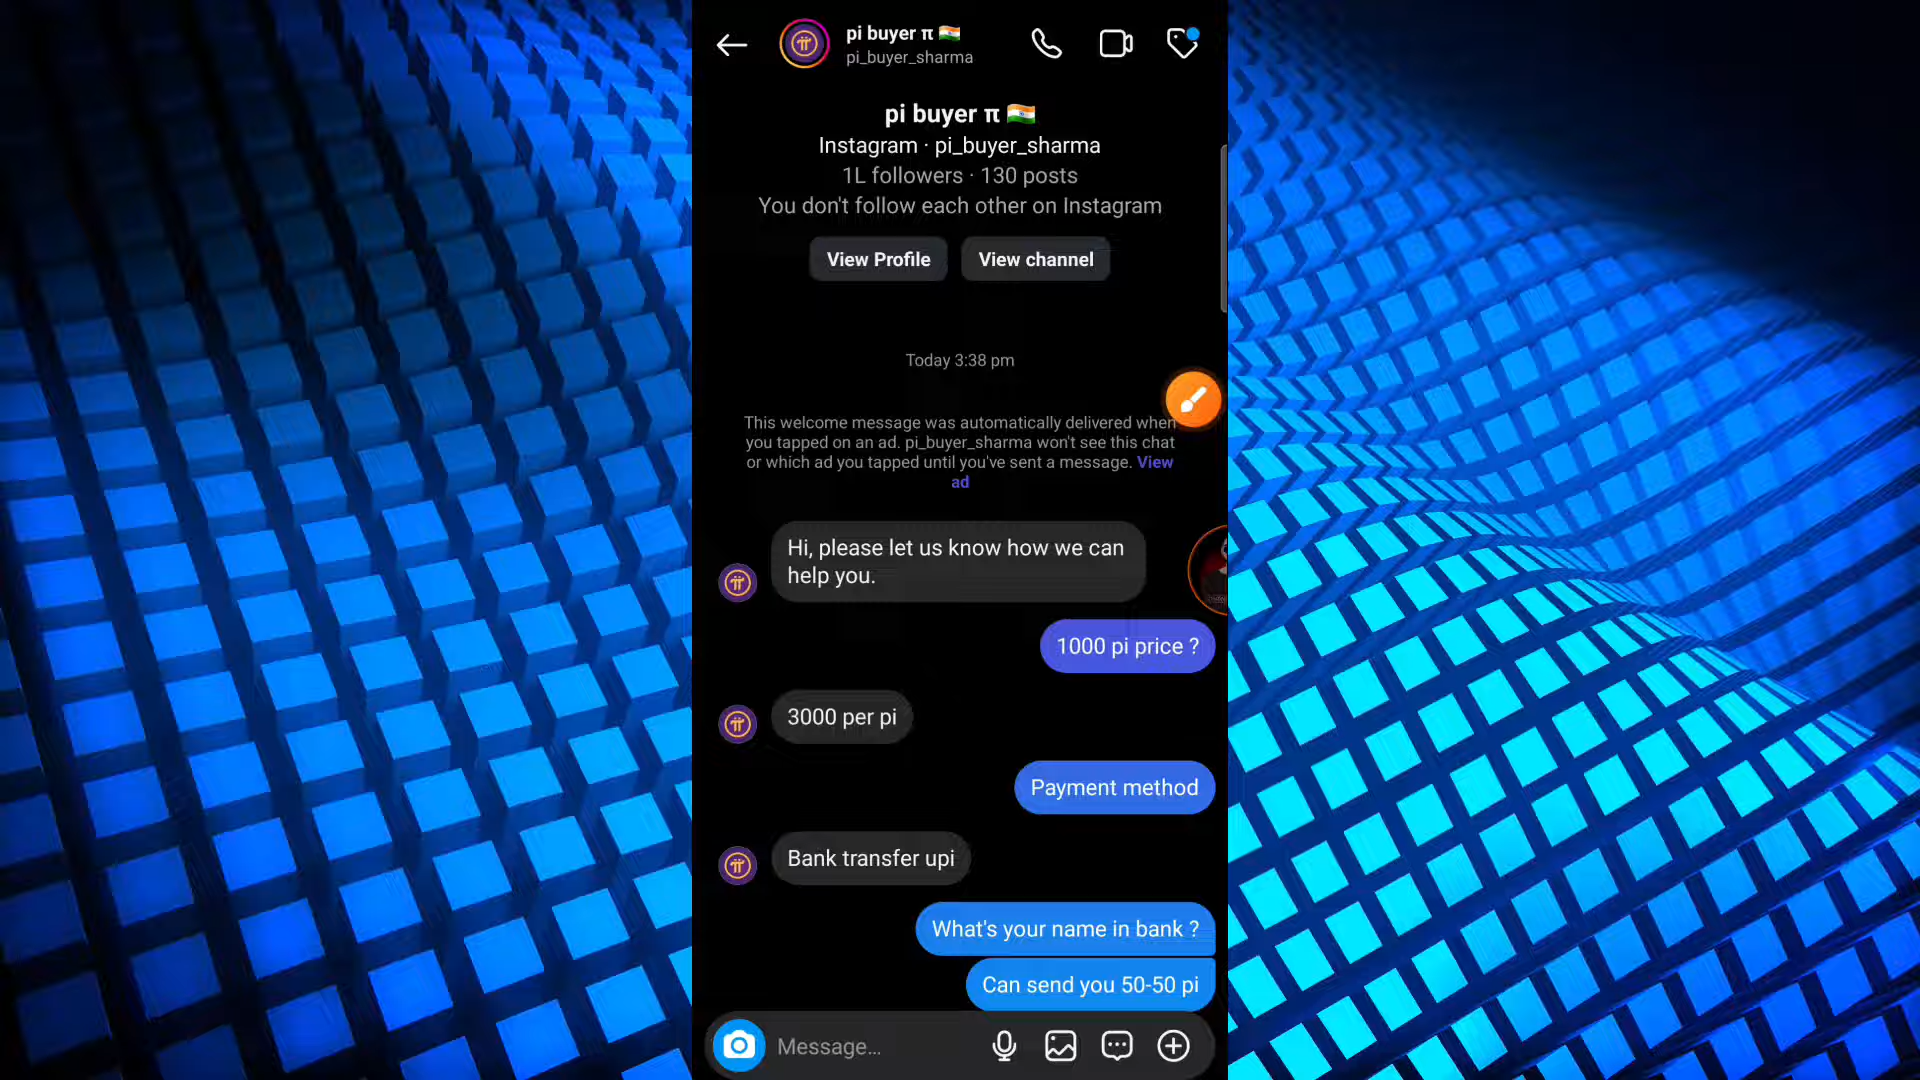 pi buyer π 🇮🇳
pi_buyer_sharma
pi buyer π 🇮🇳
Instagram · pi_buyer_sharma
1L followers · 130 posts
You don't follow each other on Instagram
View Profile
View channel
Today 3:38 pm
This welcome message was automatically delivered when
you tapped on an ad. pi_buyer_sharma won't see this chat
or which ad you tapped until you've sent a message. View
ad
Hi, please let us know how we can
help you.
1000 pi price ?
3000 per pi
Payment method
Bank transfer upi
What's your name in bank ?
Can send you 50-50 pi
Message...